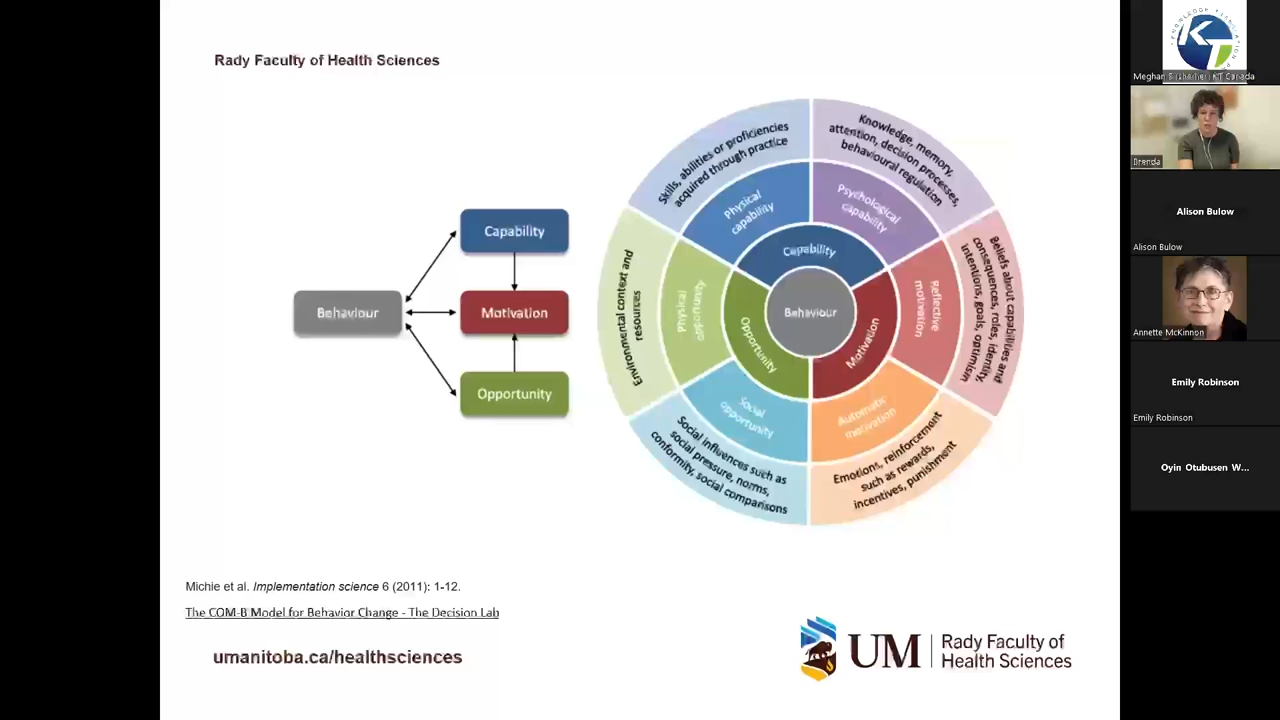 Rady Faculty of Health Sciences
Behaviour
Capability
Motivation
Opportunity
Skills, abilities or proficiencies
acquired through practice
Knowledge, memory,
attention, decision processes,
behavioural regulation
Physical
capability
Psychological
capability
Capability
Beliefs about capabilities and
consequences, roles, identity,
intentions, goals, optimism
Reflective
motivation
Environmental context and
resources
Physical
opportunity
Opportunity
Behaviour
Motivation
Social
opportunity
Automatic
motivation
Social influences such as
social pressure, norms,
conformity, social comparisons
Emotions, reinforcement
such as rewards,
incentives, punishment
Michie et al. Implementation science 6 (2011): 1-12.
The COM-B Model for Behavior Change - The Decision Lab
umanitoba.ca/healthsciences
UM
Rady Faculty of
Health Sciences
KT
Meghan
KT Canada
Brenda
Alison Bulow
Alison Bulow
Annette McKinnon
Emily Robinson
Emily Robinson
Oyin Otubusen W...